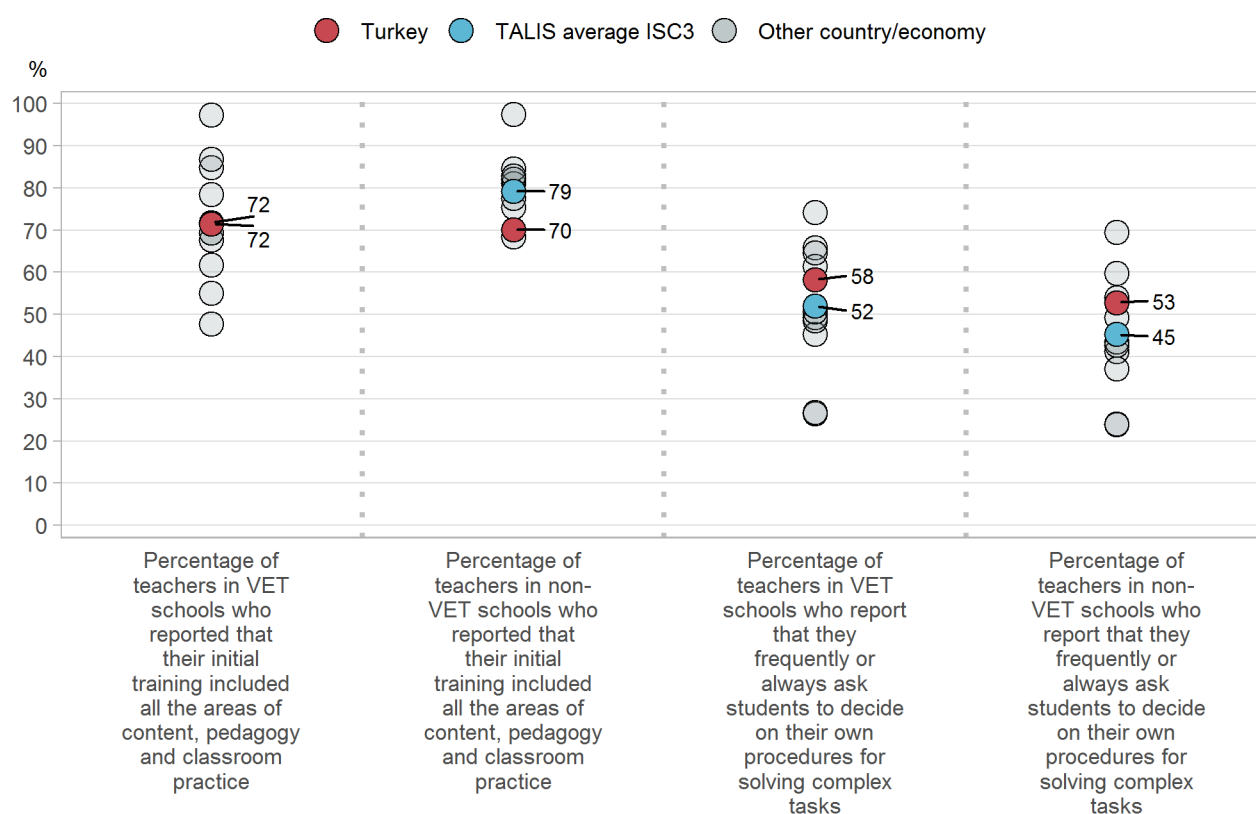 Turkey TALIS average ISC3 Other country/economy
%
100
90
80
70
60
50
40
30
20
10
0
72
72
79
70
58
52
53
45
Percentage of
teachers in VET
schools who
reported that
their initial
training included
all the areas of
content, pedagogy
and classroom
practice
Percentage of
teachers in non-
VET schools who
reported that
their initial
training included
all the areas of
content, pedagogy
and classroom
practice
Percentage of
teachers in VET
schools who report
that they
frequently or
always ask
students to decide
on their own
procedures for
solving complex
tasks
Percentage of
teachers in non-
VET schools who
report that they
frequently or
always ask
students to decide
on their own
procedures for
solving complex
tasks